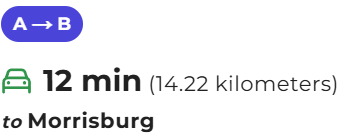 A → B
12 min (14.22 kilometers)
to Morrisburg